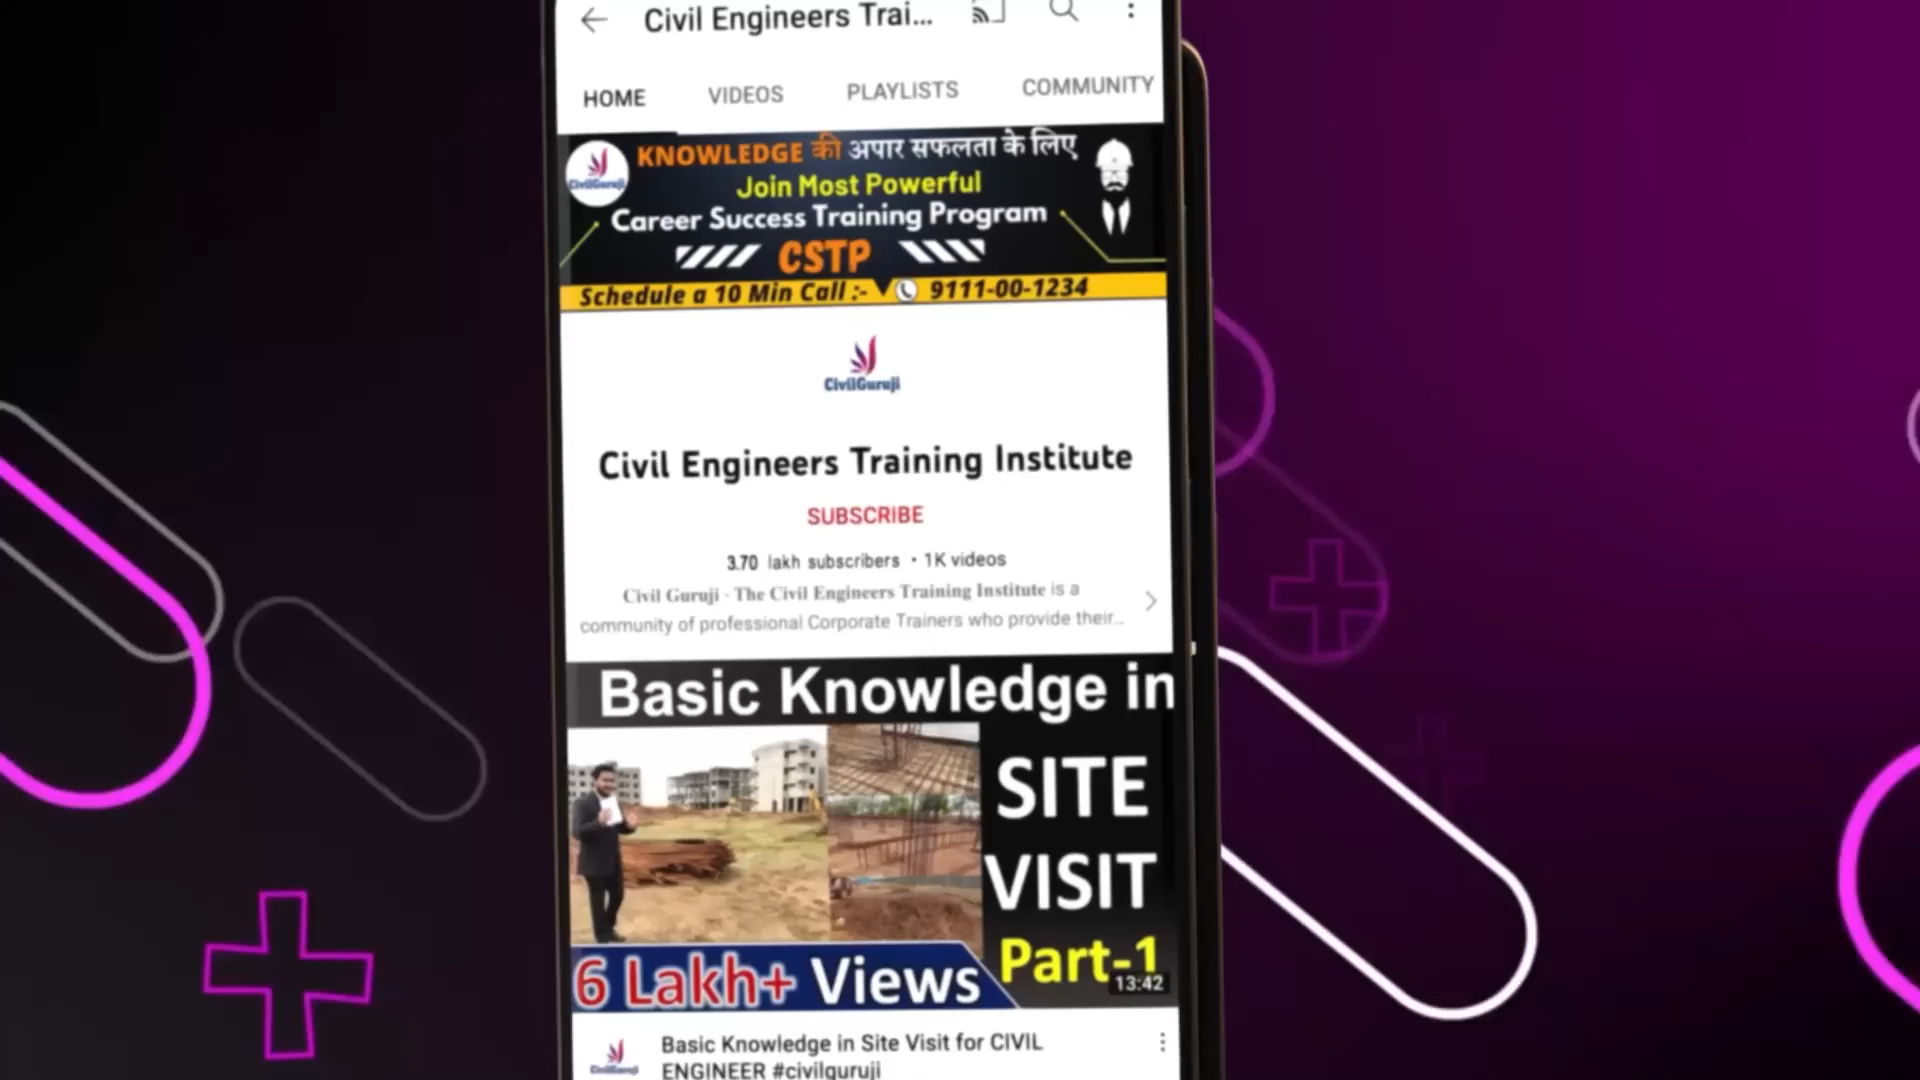 Civil Engineers Trai...
HOME
VIDEOS
PLAYLISTS
COMMUNITY
CivilGuruji
KNOWLEDGE की अपार सफलता के लिए
Join Most Powerful
Career Success Training Program
CSTP
Schedule a 10 Min Call :- 9111-00-1234
CivilGuruji
Civil Engineers Training Institute
SUBSCRIBE
3.70 lakh subscribers • 1K videos
Civil Guruji - The Civil Engineers Training Institute is a
community of professional Corporate Trainers who provide their...
Basic Knowledge in
SITE
VISIT
Part-1
13:42
6 Lakh+ Views
CivilGuruji
Basic Knowledge in Site Visit for CIVIL
ENGINEER #civilguruji